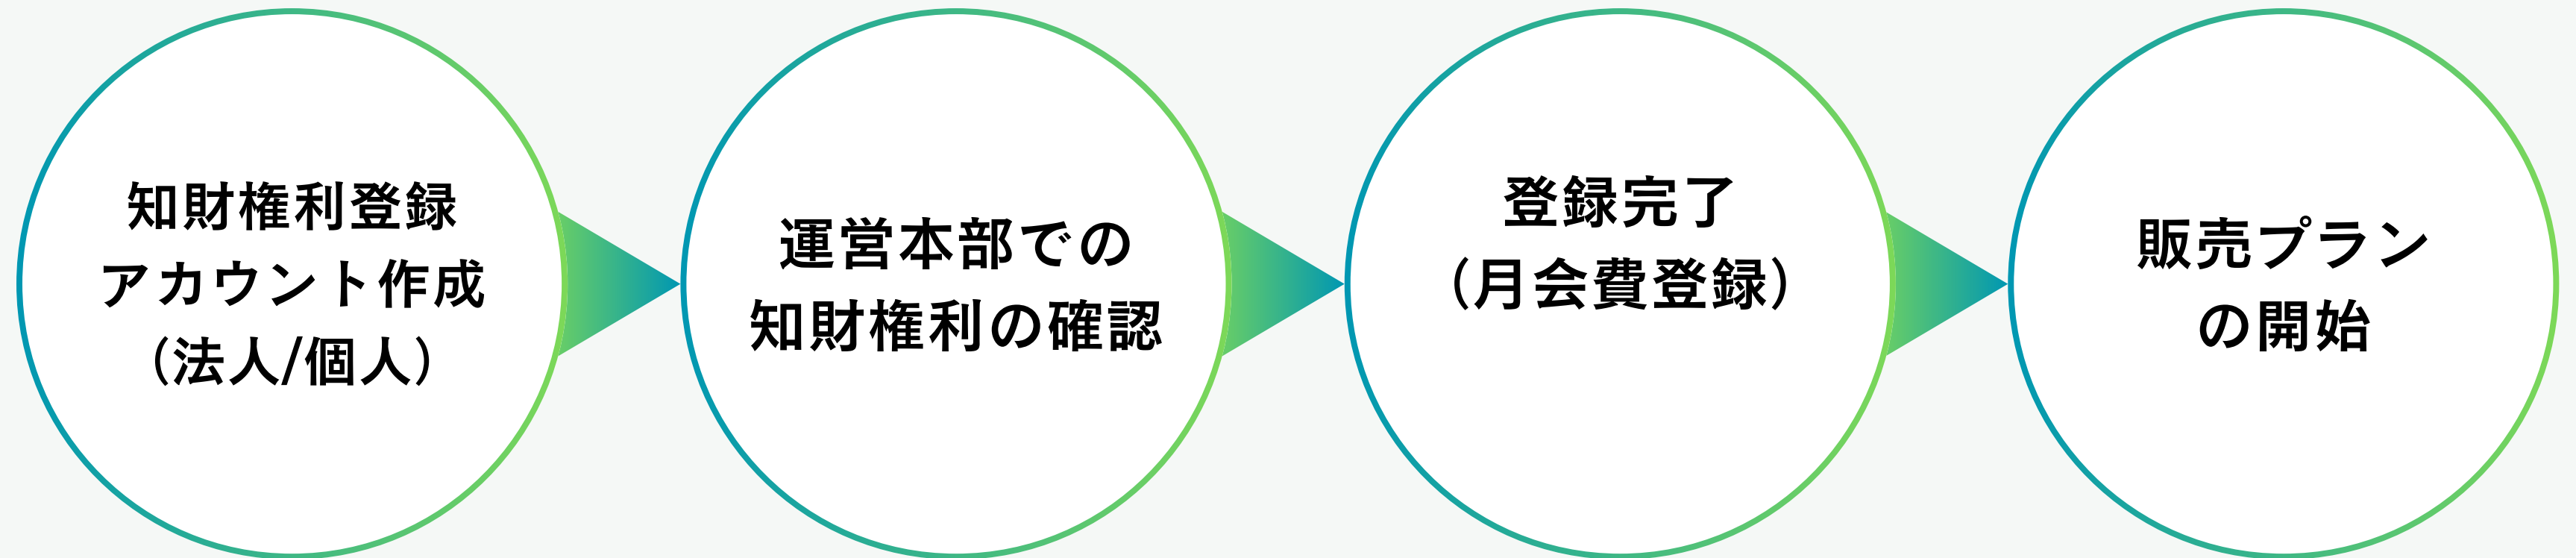 知財権利登録
アカウント作成
（法人/個人）
運営本部での
知財権利の確認
登録完了
（月会費登録）
販売プラン
の開始